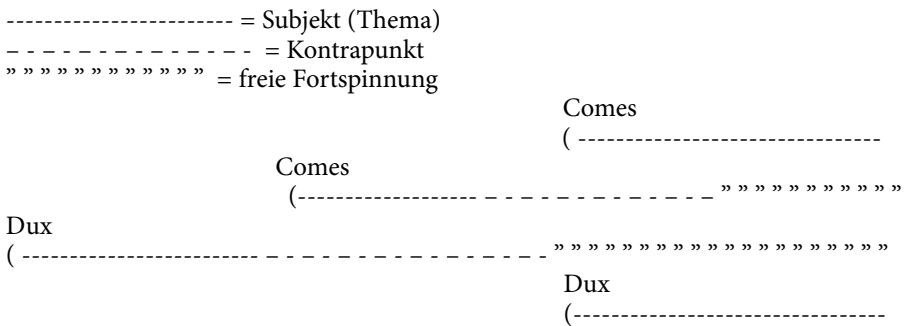 ------------------------- = Subjekt (Thema)
– - – - – - – - – - – - – - = Kontrapunkt
” ” ” ” ” ” ” ” ” ” ” ” = freie Fortspinnung
Comes
( --------------------------------
Comes
(------------------- – - – - – - – - – - – - – ” ” ” ” ” ” ” ” ” ” ”
Dux
( ------------------------- – - – - – - – - – - – - – - – - ” ” ” ” ” ” ” ” ” ” ” ” ” ” ” ” ” ” ” ”
Dux
(---------------------------------